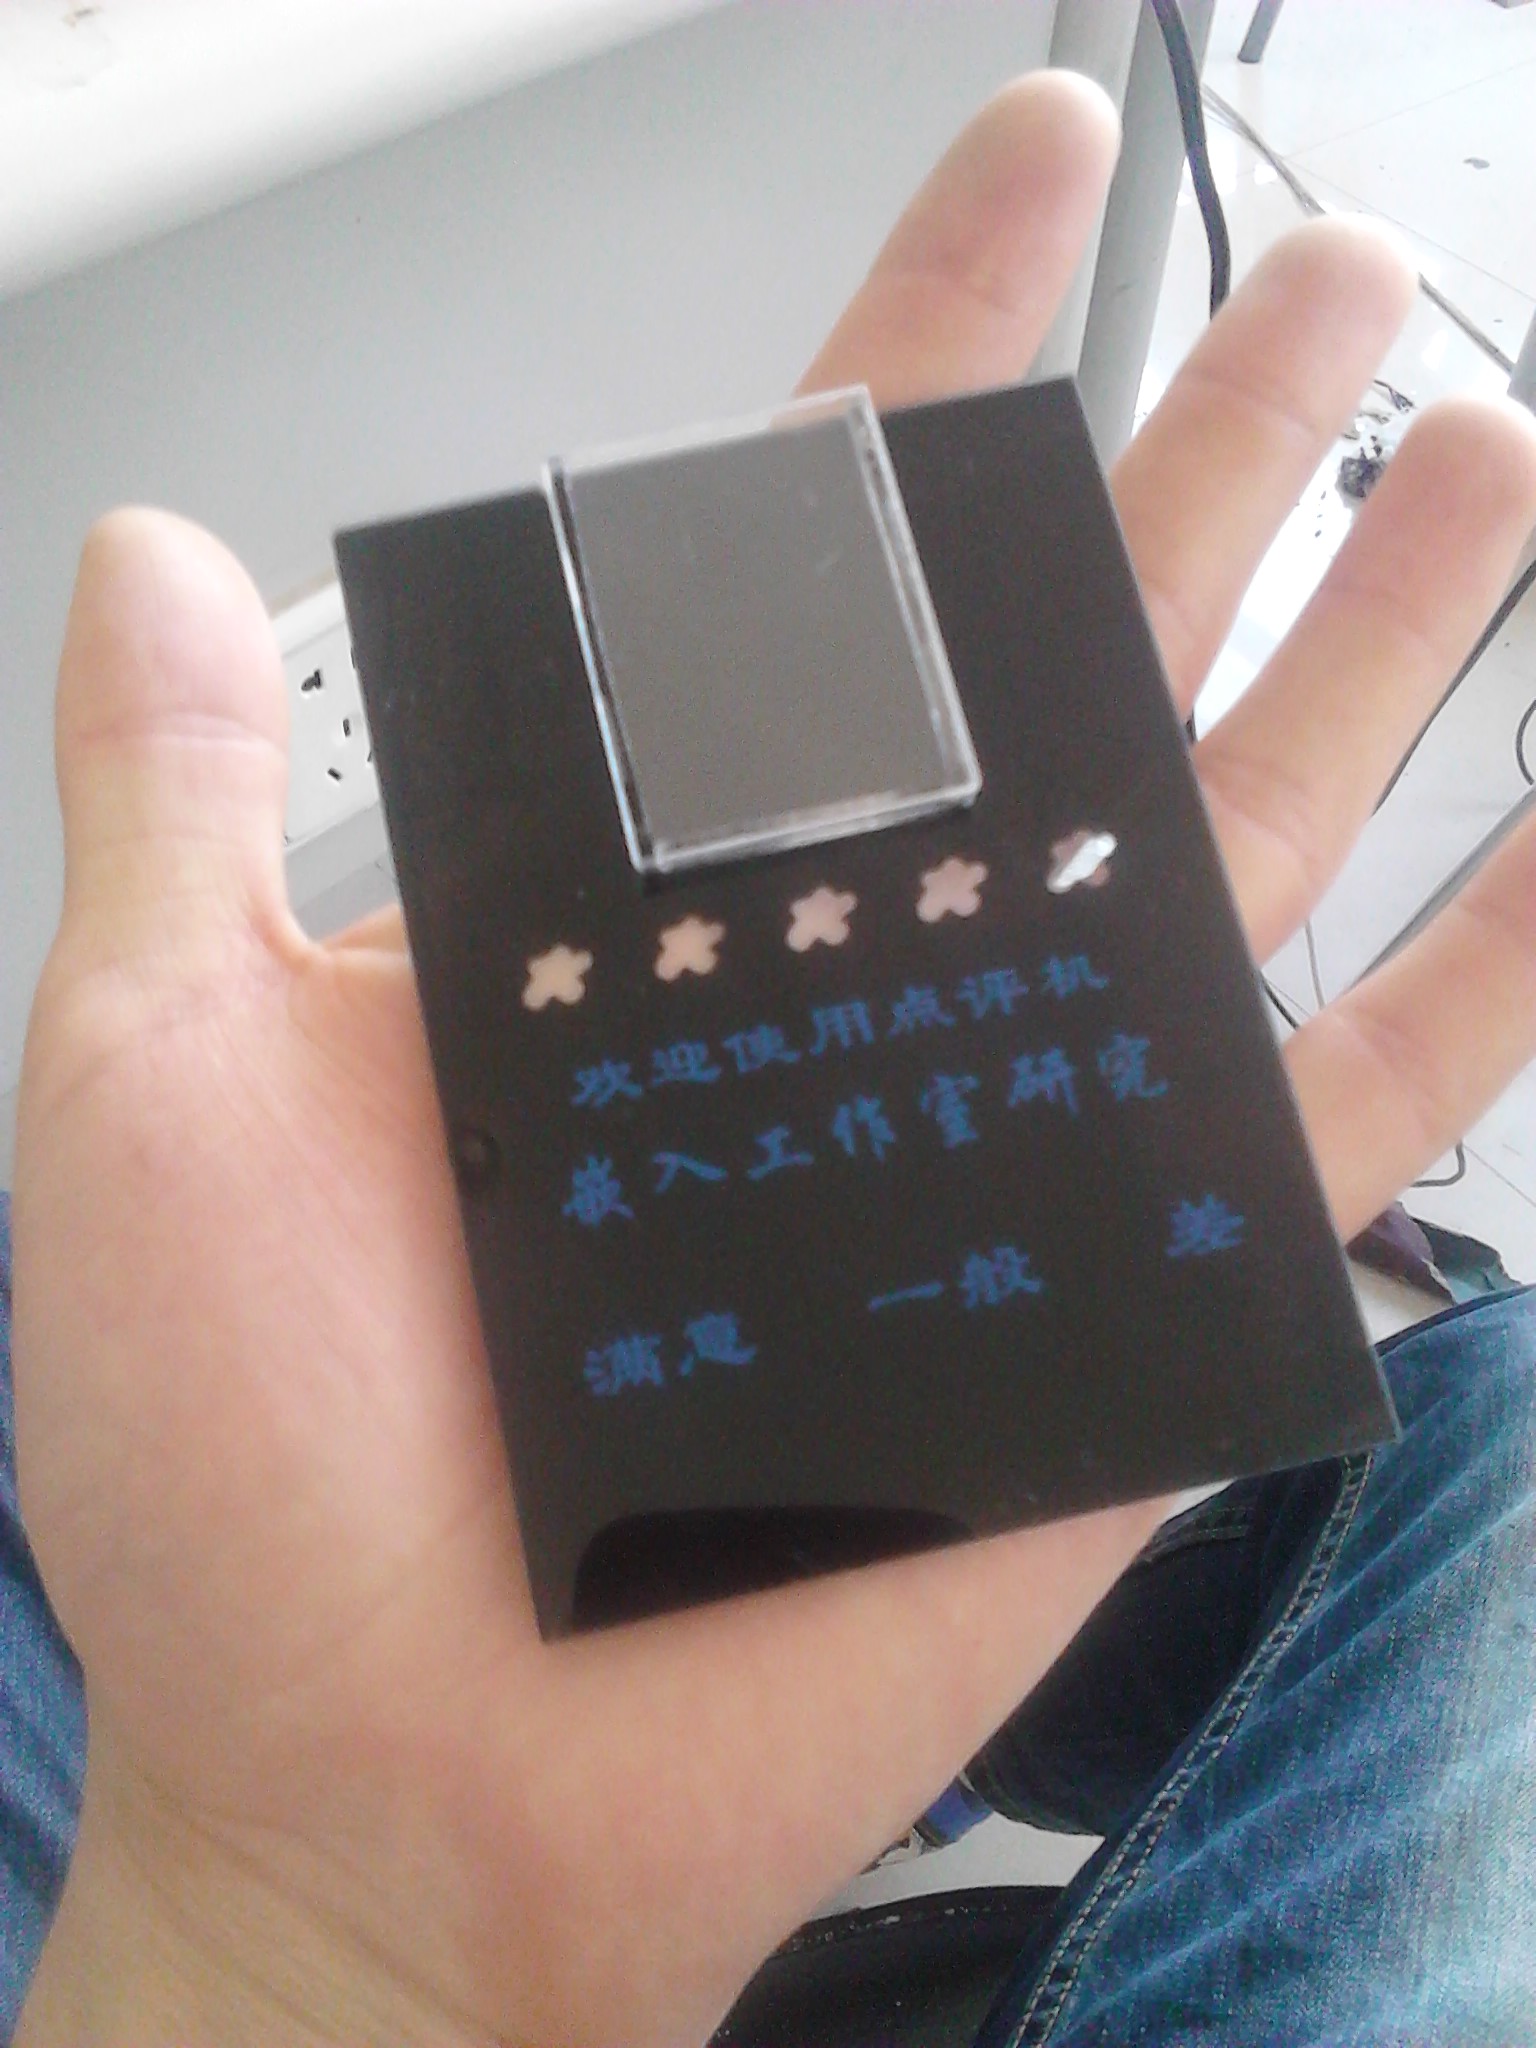 欢迎使用点评机
嵌入工作室研究
满意 一般 差